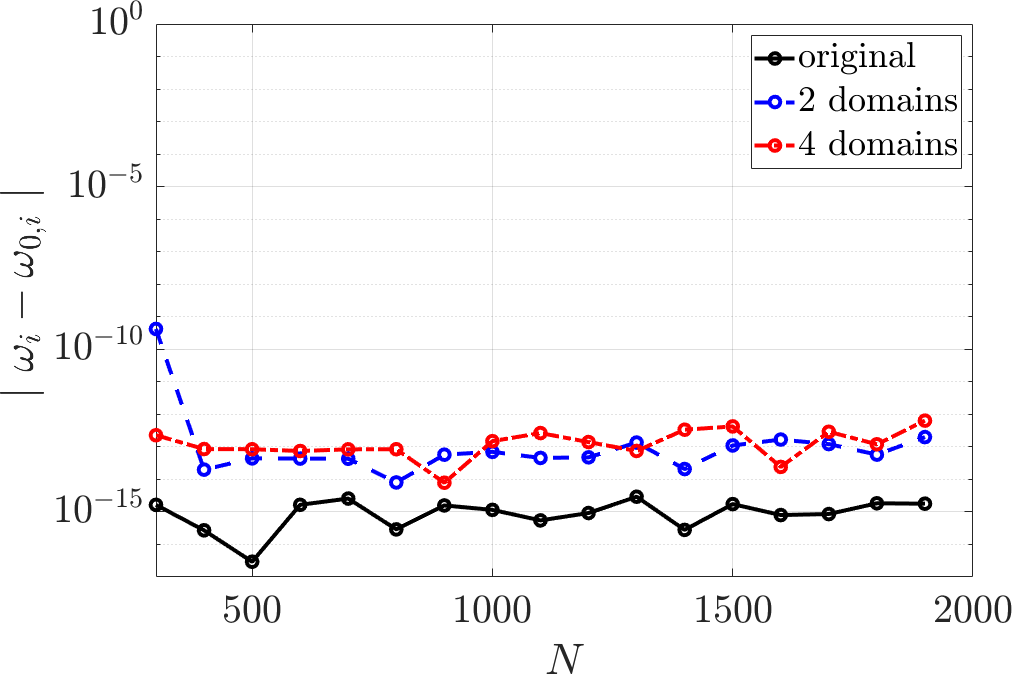 10^0
10^{-5}
10^{-10}
10^{-15}
| ω_i − ω_{0,i} |
original
2 domains
4 domains
500 1000 1500 2000
N